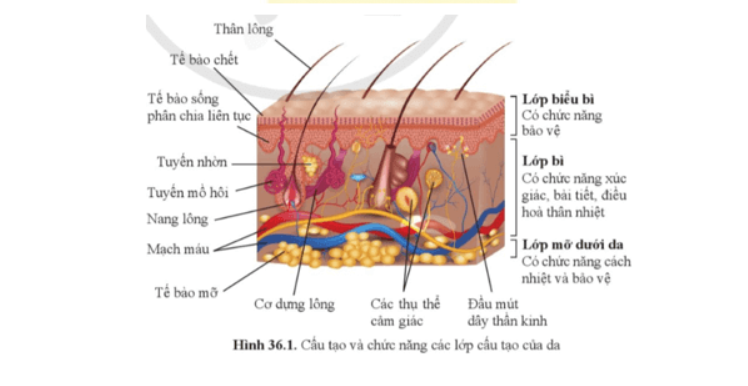 Thân lông
Tế bào chết
Tế bào sống
phân chia liên tục
Tuyến nhờn
Tuyến mồ hôi
Nang lông
Mạch máu
Tế bào mỡ
Cơ dựng lông
Các thụ thể
cảm giác
Đầu mút
dây thần kinh
Lớp biểu bì
Có chức năng
bảo vệ
Lớp bì
Có chức năng xúc
giác, bài tiết, điều
hoà thân nhiệt
Lớp mỡ dưới da
Có chức năng cách
nhiệt và bảo vệ
Hình 36.1. Cấu tạo và chức năng các lớp cấu tạo của da